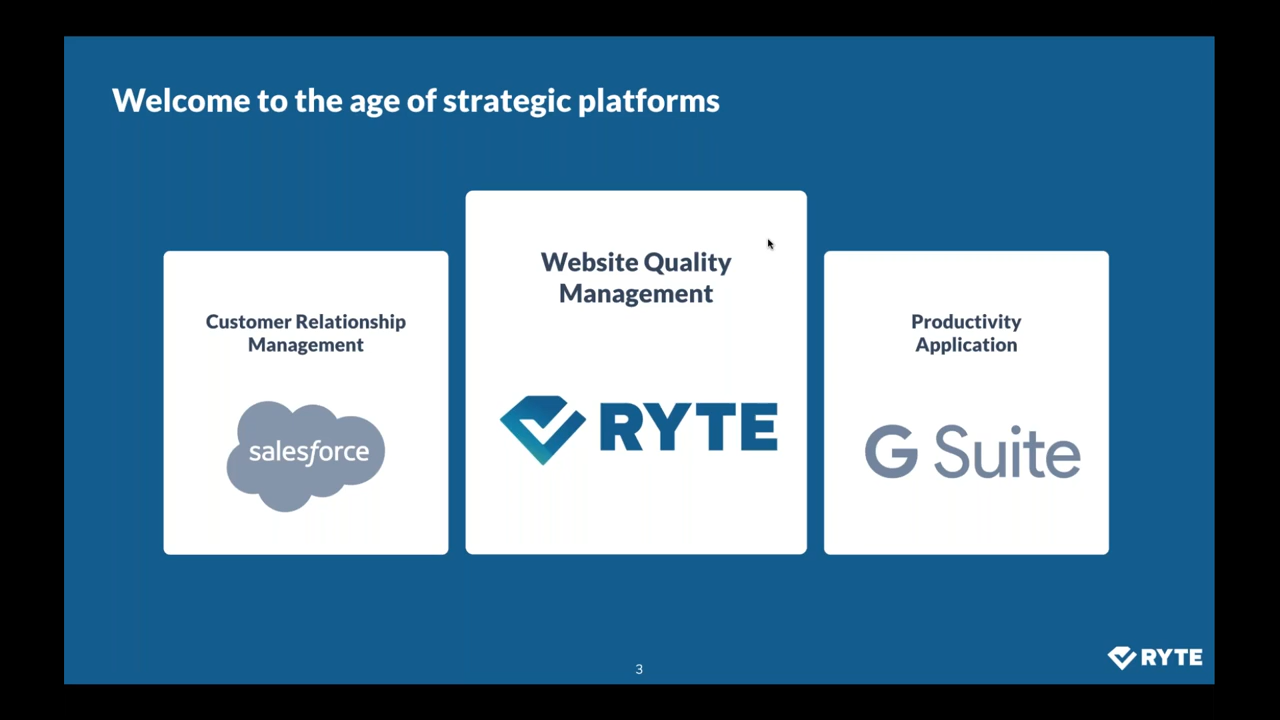 Welcome to the age of strategic platforms
Customer Relationship
Management
salesforce
Website Quality
Management
RYTE
Productivity
Application
G Suite
3
RYTE